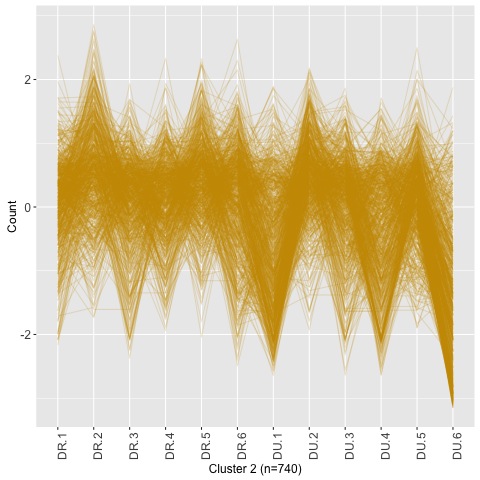 Count
2
0
-2
DR.1
DR.2
DR.3
DR.4
DR.5
DR.6
DU.1
DU.2
DU.3
DU.4
DU.5
DU.6
Cluster 2 (n=740)